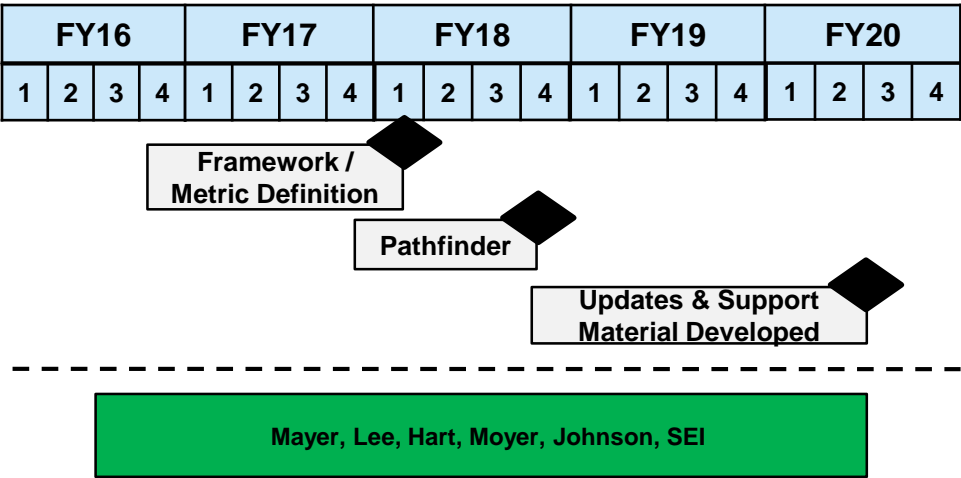 FY16 FY17 FY18 FY19 FY20
1 2 3 4 1 2 3 4 1 2 3 4 1 2 3 4 1 2 3 4
Framework /
Metric Definition
Pathfinder
Updates & Support
Material Developed
Mayer, Lee, Hart, Moyer, Johnson, SEI